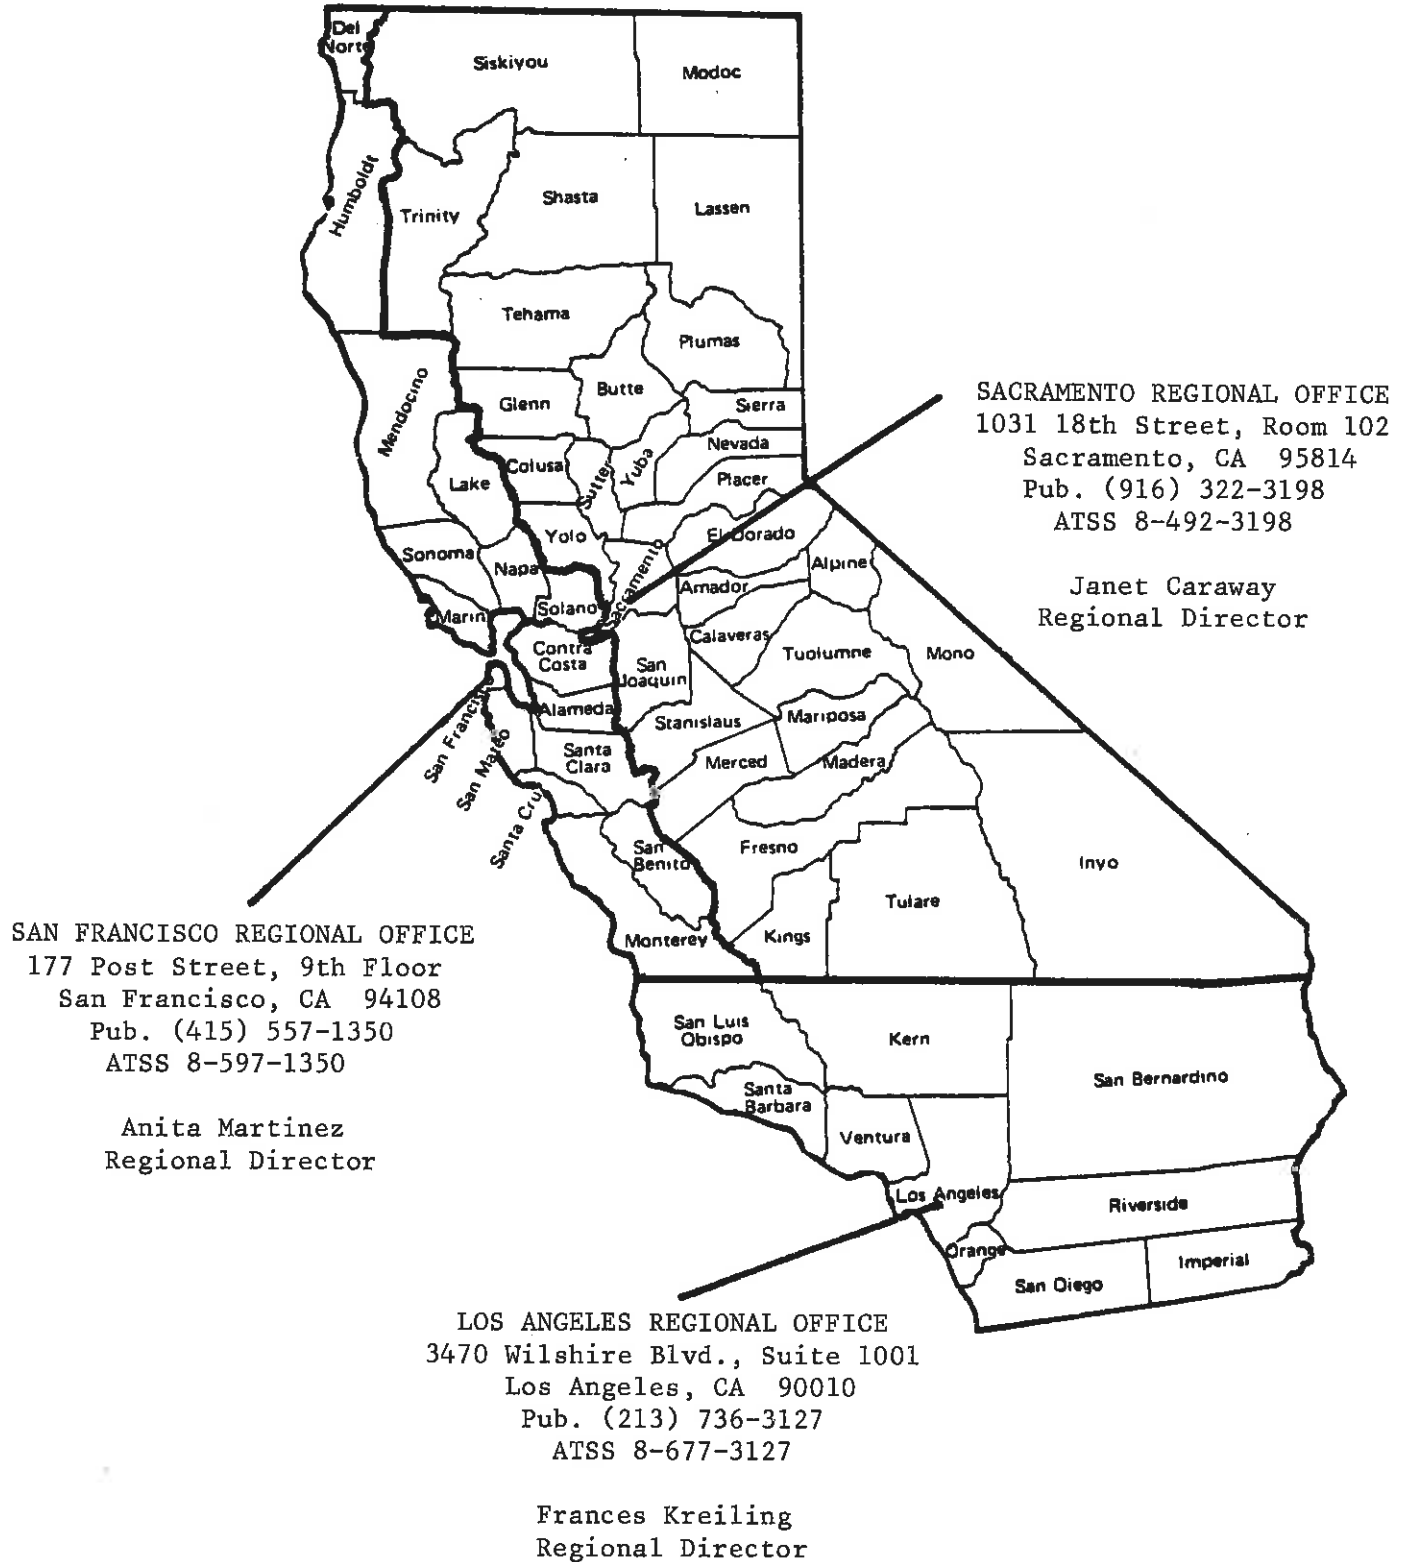 Del
Norte
Siskiyou
Modoc
Humboldt
Trinity
Shasta
Lassen
Tehama
Plumas
Mendocino
Glenn
Butte
Sierra
Lake
Colusa
Sutter
Yuba
Nevada
Placer
Sonoma
Napa
Yolo
Sacramento
El Dorado
Alpine
Marin
Solano
Amador
Calaveras
Contra
Costa
San
Joaquin
Tuolumne
Mono
San Francisco
Alameda
Stanislaus
Mariposa
San Mateo
Santa
Clara
Merced
Madera
Santa Cruz
San
Benito
Fresno
Inyo
Monterey
Kings
Tulare
San Luis
Obispo
Kern
San Bernardino
Santa
Barbara
Ventura
Los Angeles
Riverside
Orange
San Diego
Imperial
SACRAMENTO REGIONAL OFFICE
1031 18th Street, Room 102
Sacramento, CA 95814
Pub. (916) 322-3198
ATSS 8-492-3198
Janet Caraway
Regional Director
SAN FRANCISCO REGIONAL OFFICE
177 Post Street, 9th Floor
San Francisco, CA 94108
Pub. (415) 557-1350
ATSS 8-597-1350
Anita Martinez
Regional Director
LOS ANGELES REGIONAL OFFICE
3470 Wilshire Blvd., Suite 1001
Los Angeles, CA 90010
Pub. (213) 736-3127
ATSS 8-677-3127
Frances Kreiling
Regional Director